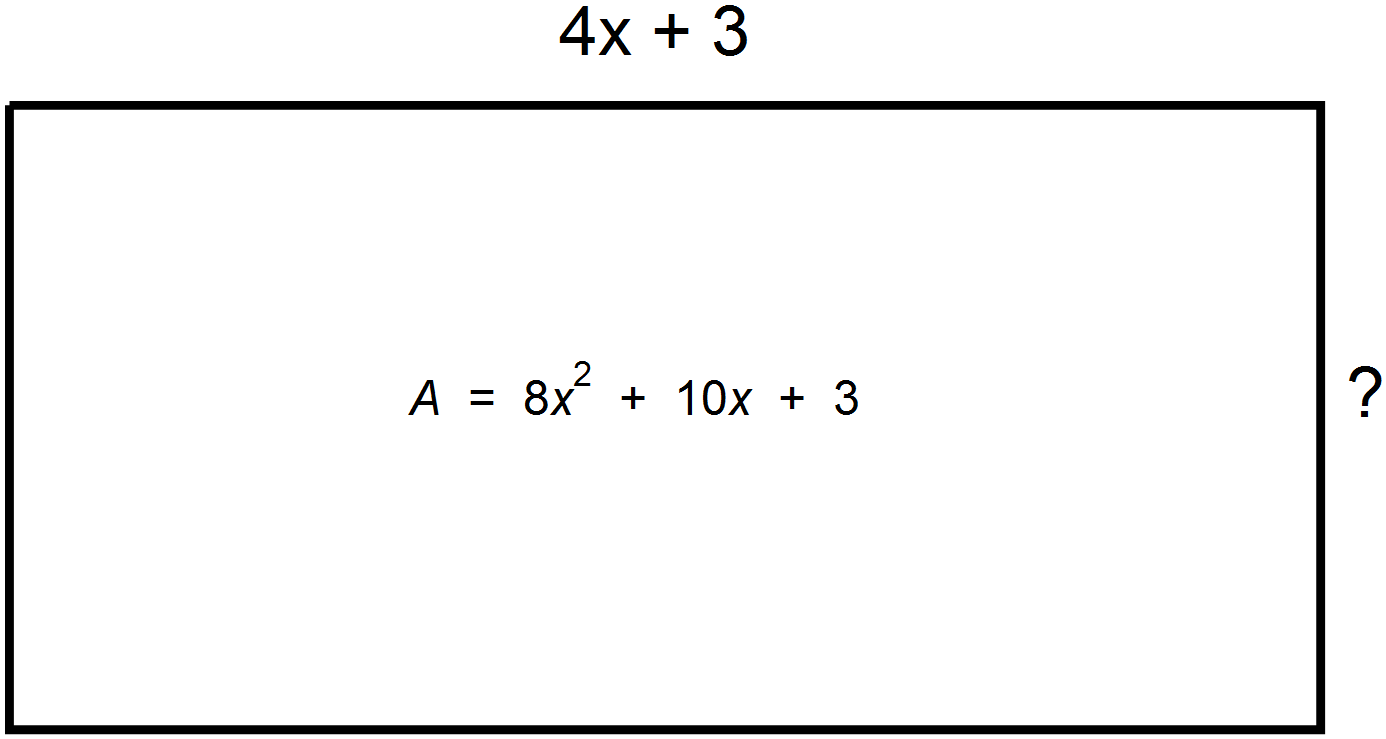 4x + 3
A = 8x² + 10x + 3
?